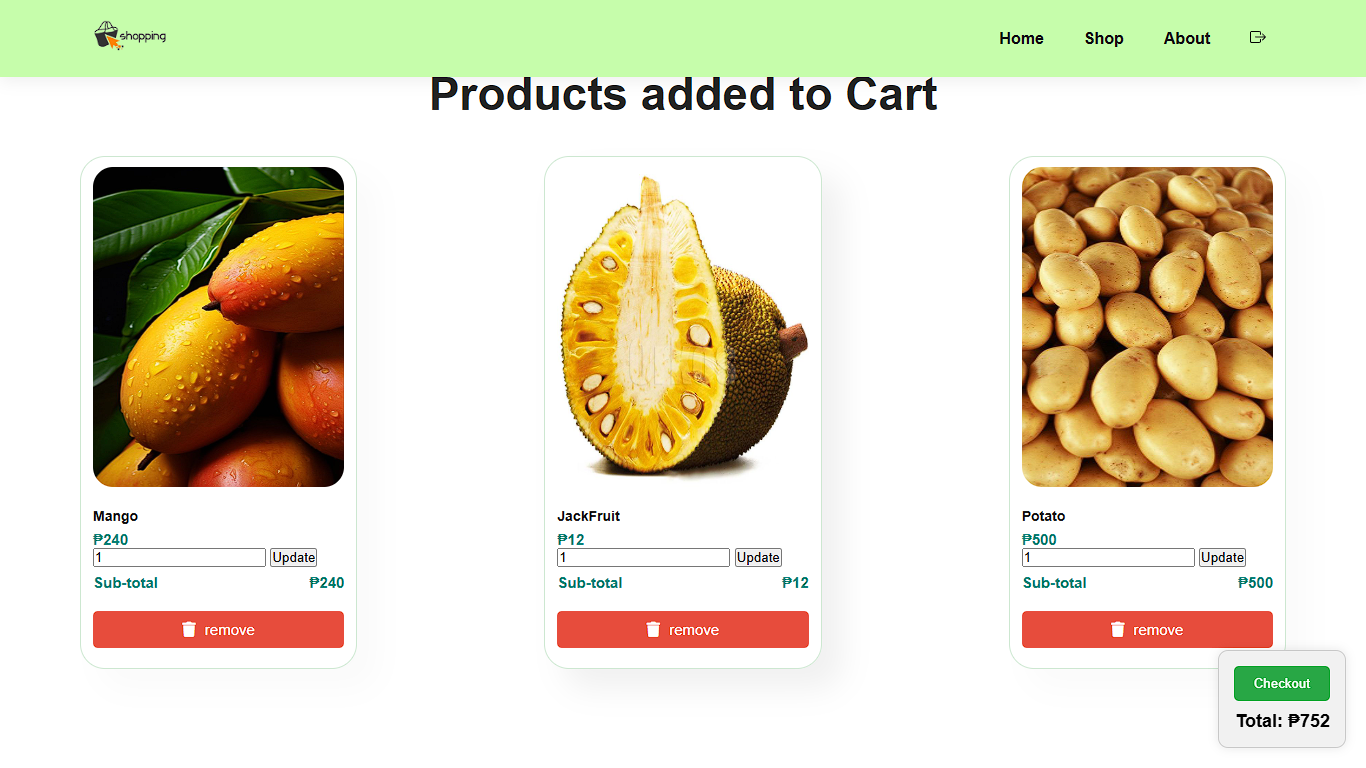 shopping
Home
Shop
About
Products added to Cart
Mango
₱240
1 Update
Sub-total ₱240
remove
JackFruit
₱12
1 Update
Sub-total ₱12
remove
Potato
₱500
1 Update
Sub-total ₱500
remove
Checkout
Total: ₱752